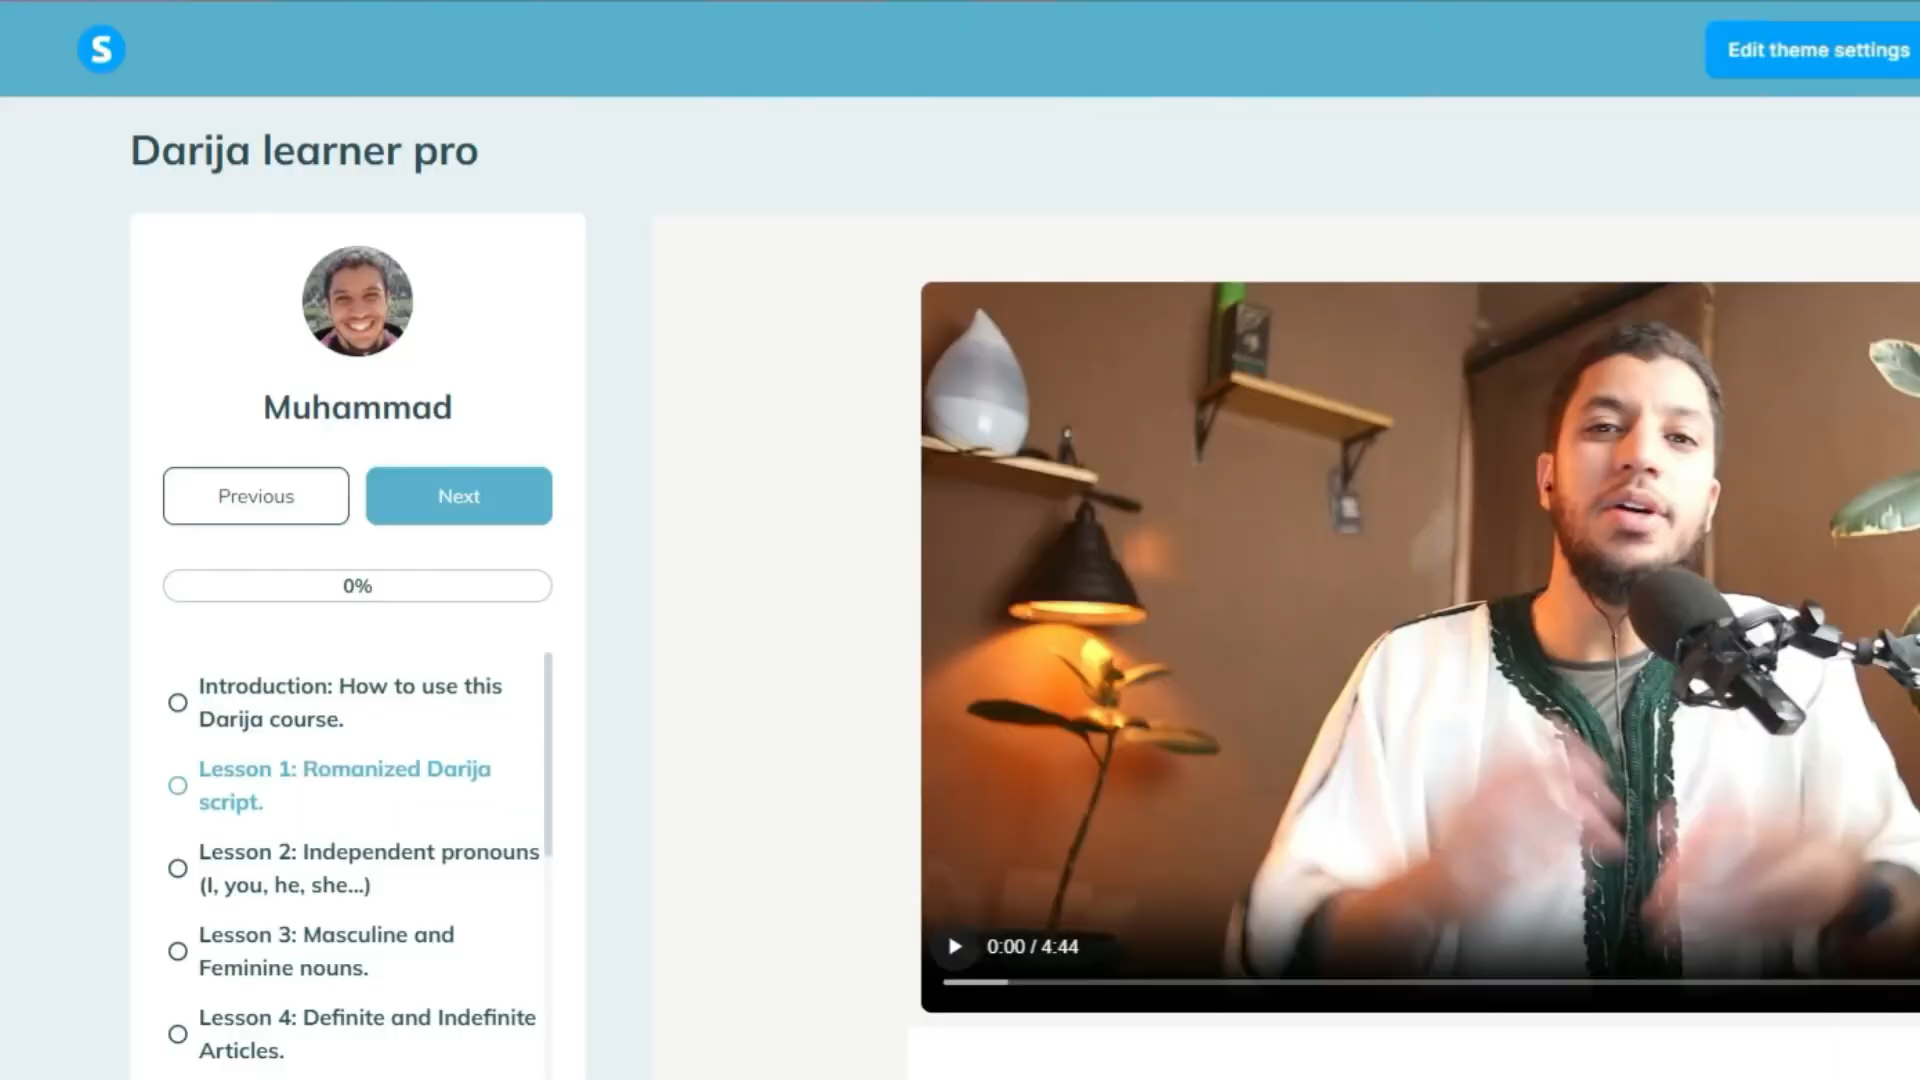 S
Edit theme settings
Darija learner pro
Muhammad
Previous
Next
0%
Introduction: How to use this
Darija course.
Lesson 1: Romanized Darija
script.
Lesson 2: Independent pronouns
(I, you, he, she...)
Lesson 3: Masculine and
Feminine nouns.
Lesson 4: Definite and Indefinite
Articles.
0:00 / 4:44